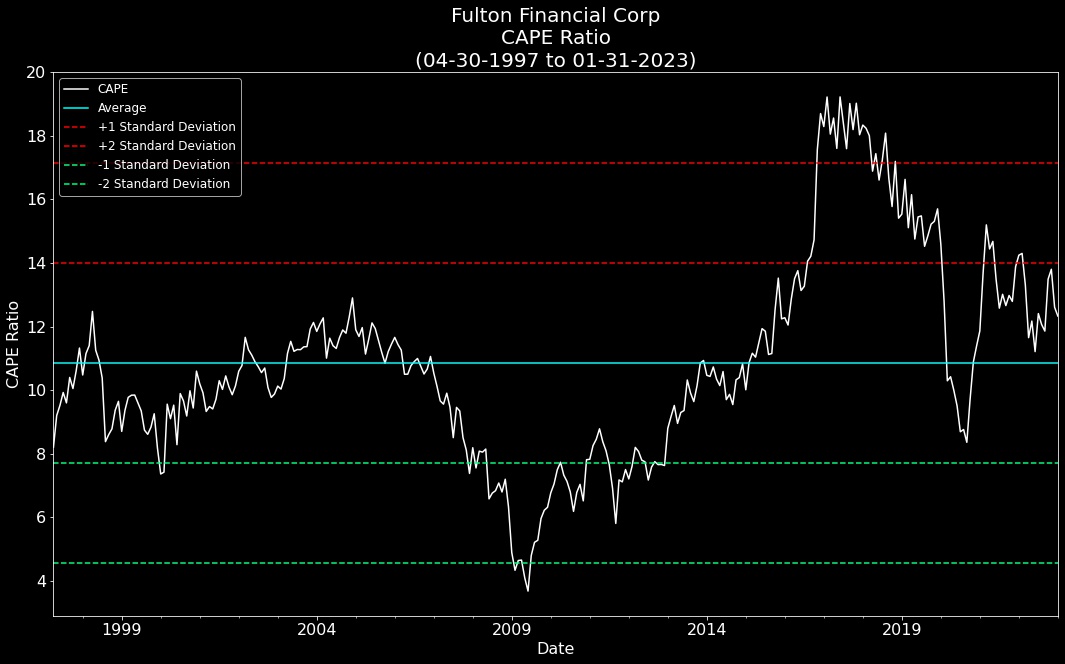 Fulton Financial Corp
CAPE Ratio
(04-30-1997 to 01-31-2023)
CAPE
Average
+1 Standard Deviation
+2 Standard Deviation
-1 Standard Deviation
-2 Standard Deviation
CAPE Ratio
20
18
16
14
12
10
8
6
4
1999
2004
2009
2014
2019
Date